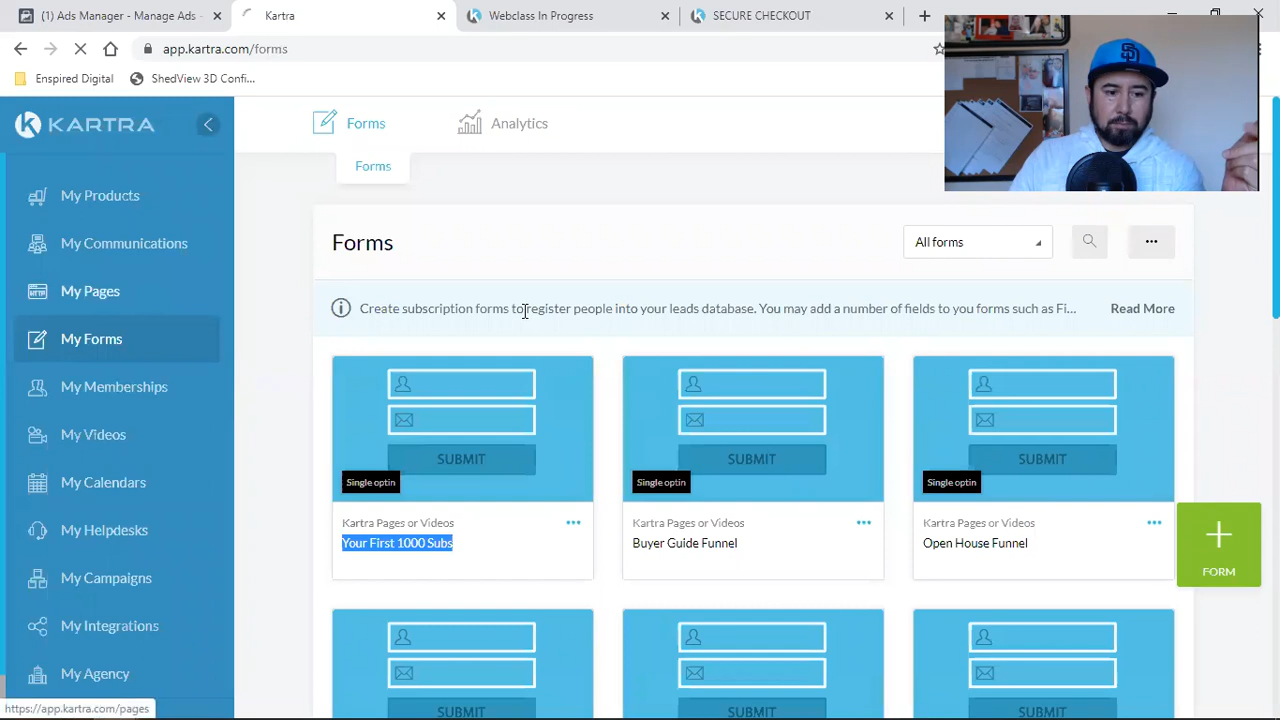 (1) Ads Manager - Manage Ads -
Kartra
Webclass In Progress
SECURE CHECKOUT
app.kartra.com/forms
Enspired Digital
ShedView 3D Confi...
KARTRA
Forms
Analytics
Forms
My Products
My Communications
My Pages
My Forms
My Memberships
My Videos
My Calendars
My Helpdesks
My Campaigns
My Integrations
My Agency
https://app.kartra.com/pages
Forms
All forms
Create subscription forms to register people into your leads database. You may add a number of fields to you forms such as Fi...
Read More
SUBMIT
Single optin
Kartra Pages or Videos
Your First 1000 Subs
SUBMIT
Single optin
Kartra Pages or Videos
Buyer Guide Funnel
SUBMIT
Single optin
Kartra Pages or Videos
Open House Funnel
FORM
SUBMIT
SUBMIT
SUBMIT